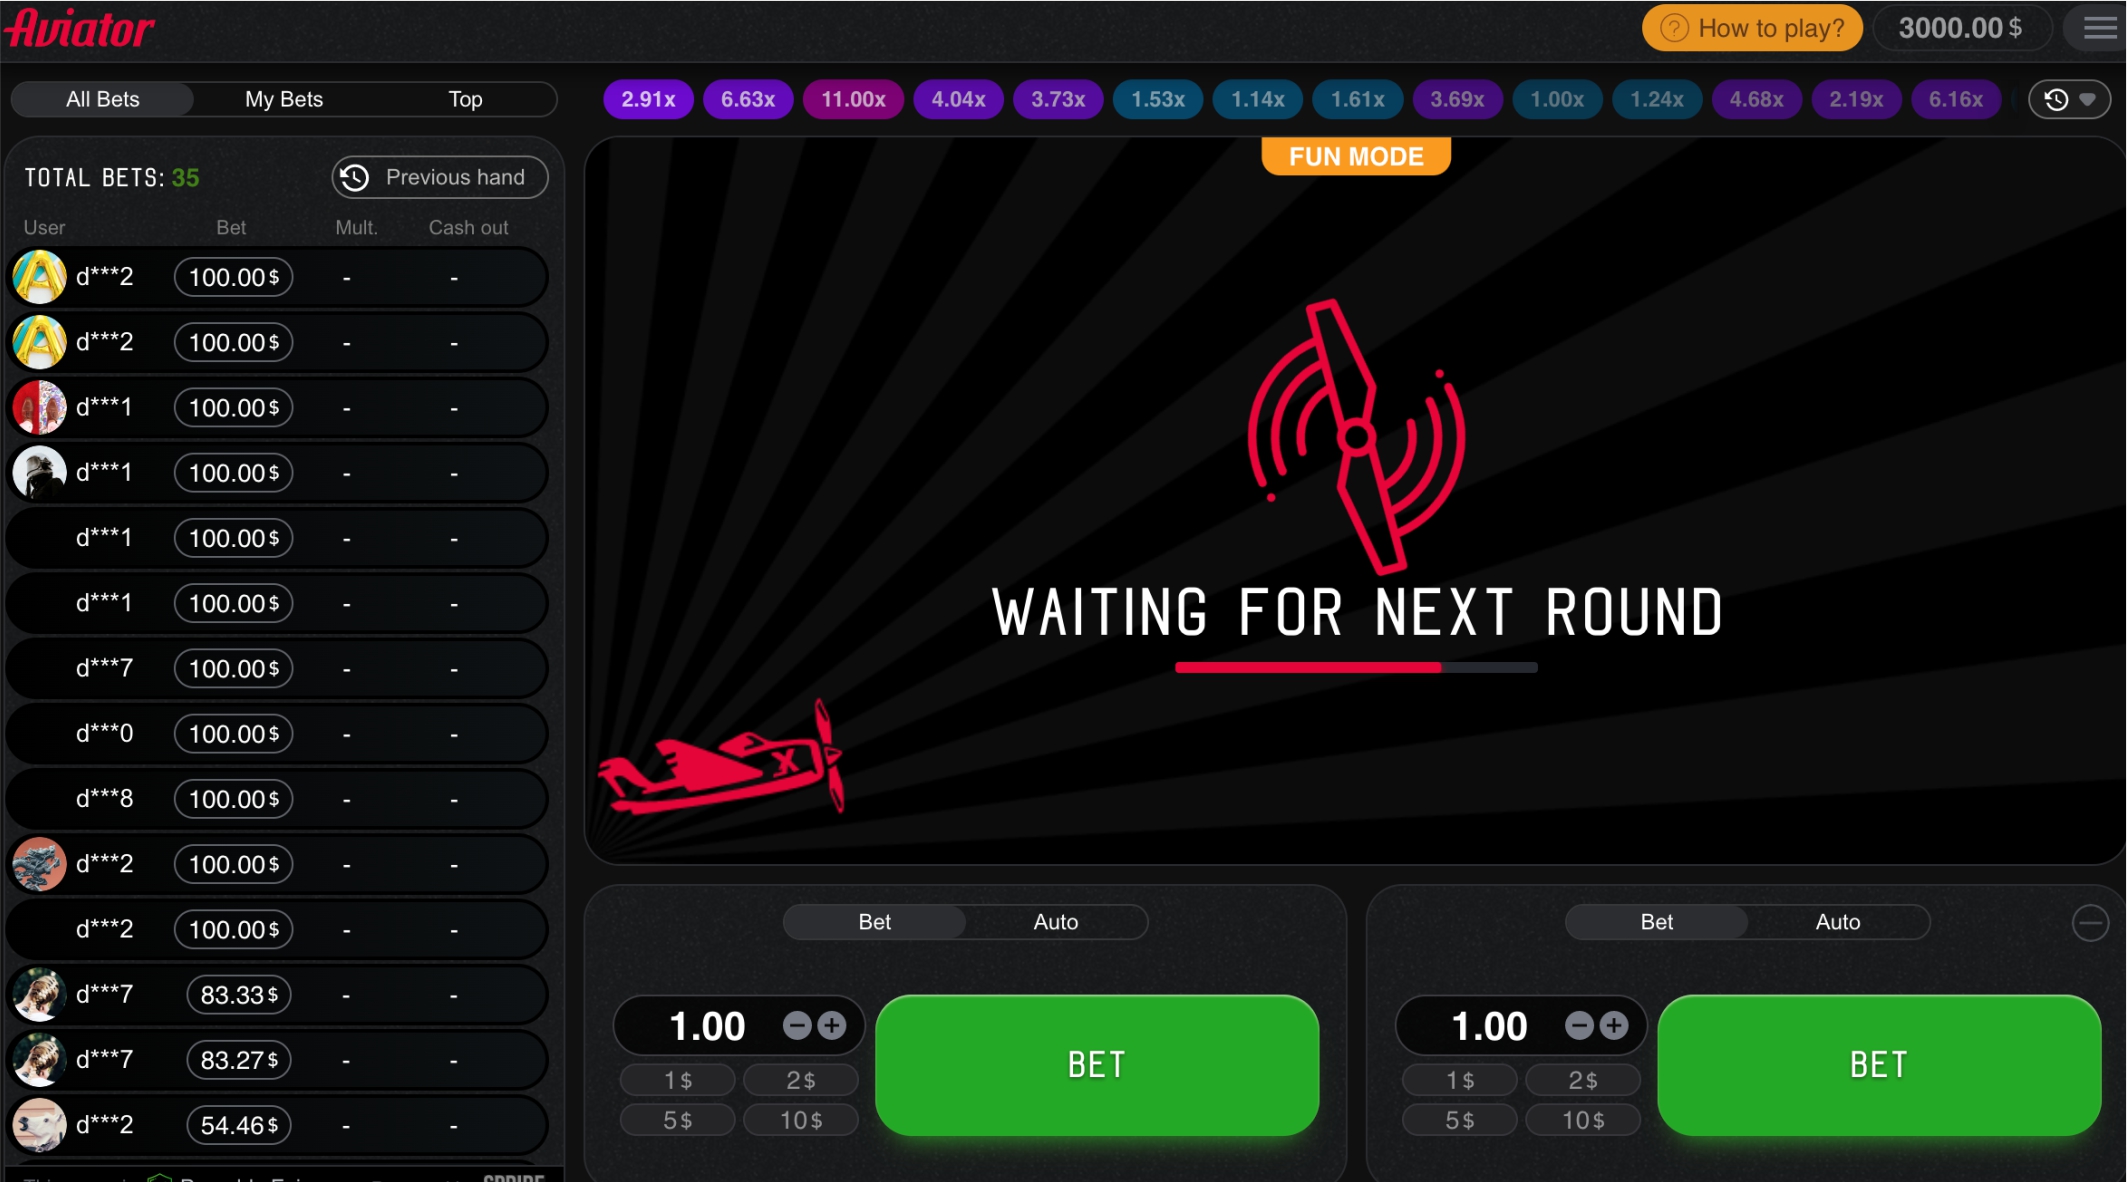 Aviator
? How to play?
3000.00 $
All Bets My Bets Top
2.91x 6.63x 11.00x 4.04x 3.73x 1.53x 1.14x 1.61x 3.69x 1.00x 1.24x 4.68x 2.19x 6.16x
TOTAL BETS: 35
Previous hand
User Bet Mult. Cash out
d***2 100.00 $ - -
d***2 100.00 $ - -
d***1 100.00 $ - -
d***1 100.00 $ - -
d***1 100.00 $ - -
d***1 100.00 $ - -
d***7 100.00 $ - -
d***0 100.00 $ - -
d***8 100.00 $ - -
d***2 100.00 $ - -
d***2 100.00 $ - -
d***7 83.33 $ - -
d***7 83.27 $ - -
d***2 54.46 $ - -
FUN MODE
WAITING FOR NEXT ROUND
X
Bet Auto
1.00
BET
1 $ 2 $
5 $ 10 $
Bet Auto
1.00
BET
1 $ 2 $
5 $ 10 $